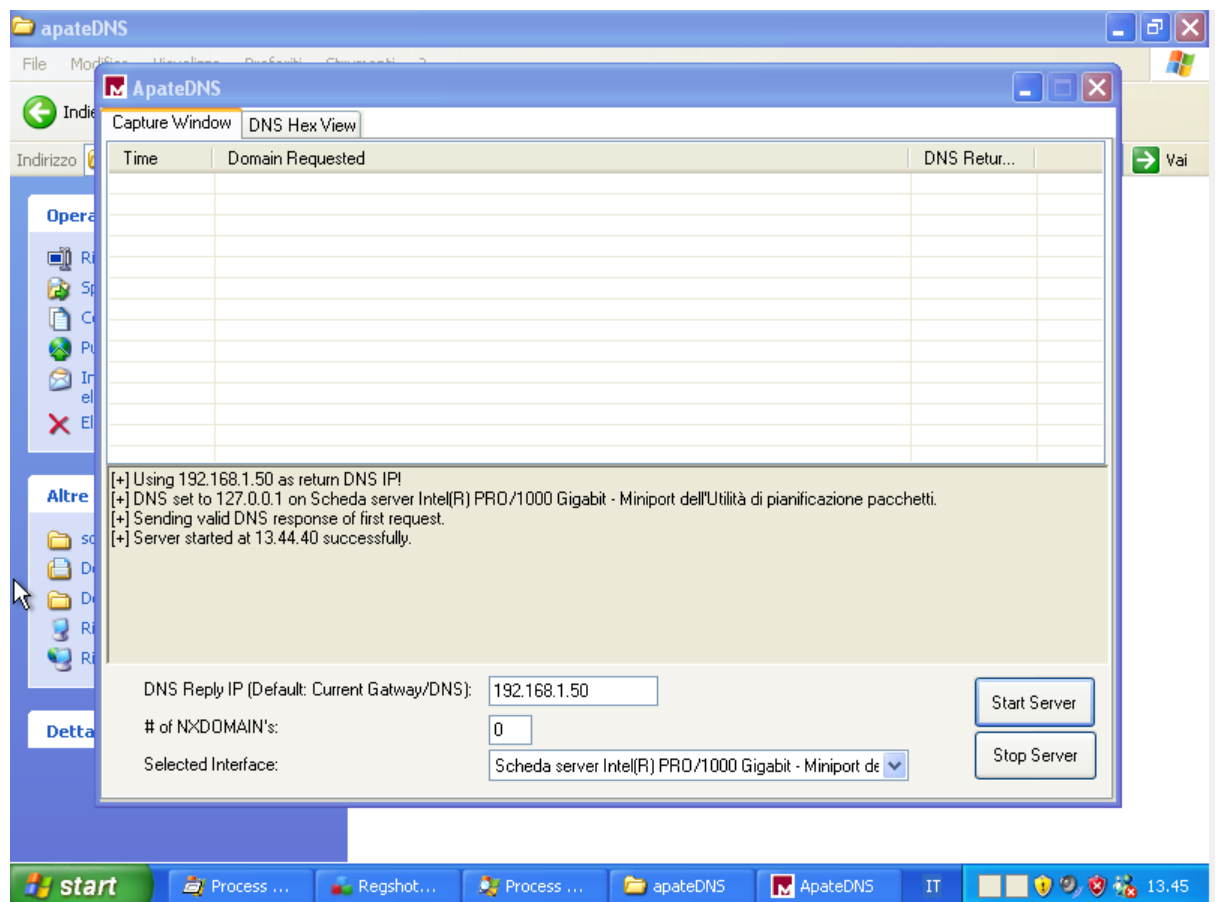 apateDNS
File
ApateDNS
Capture Window DNS Hex View
Indirizzo
Vai
Time Domain Requested DNS Retur...
[+] Using 192.168.1.50 as return DNS IP!
[+] DNS set to 127.0.0.1 on Scheda server Intel(R) PRO/1000 Gigabit - Miniport dell'Utilità di pianificazione pacchetti.
[+] Sending valid DNS response of first request.
[+] Server started at 13.44.40 successfully.
Altre
DNS Reply IP (Default: Current Gatway/DNS): 192.168.1.50
Start Server
# of NXDOMAIN's: 0
Stop Server
Selected Interface: Scheda server Intel(R) PRO/1000 Gigabit - Miniport de
start Process ... Regshot... Process ... apateDNS ApateDNS IT 13.45